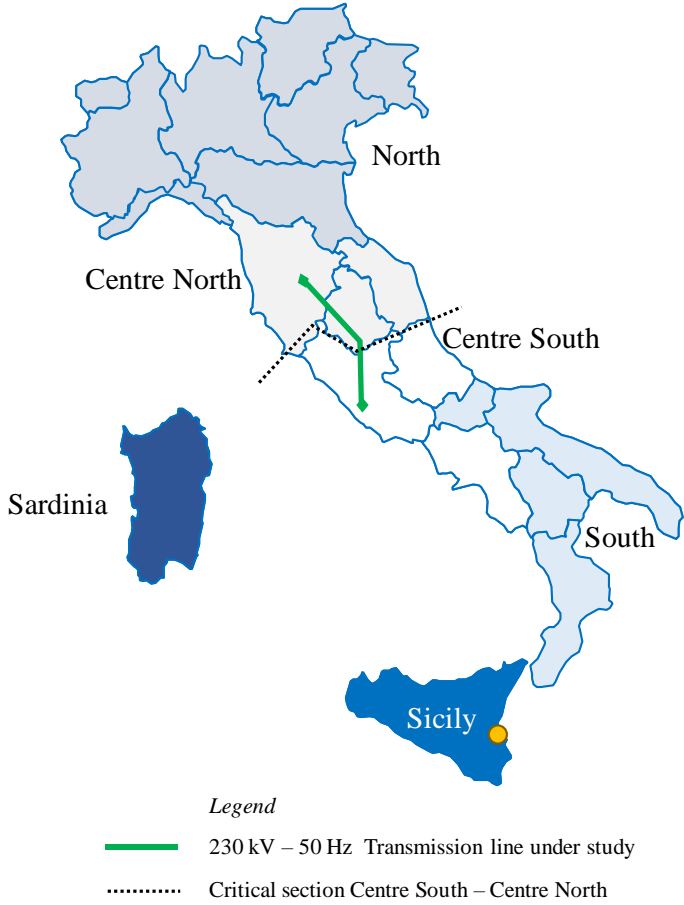 North
Centre North
Centre South
Sardinia
South
Sicily
Legend
230 kV – 50 Hz Transmission line under study
Critical section Centre South – Centre North